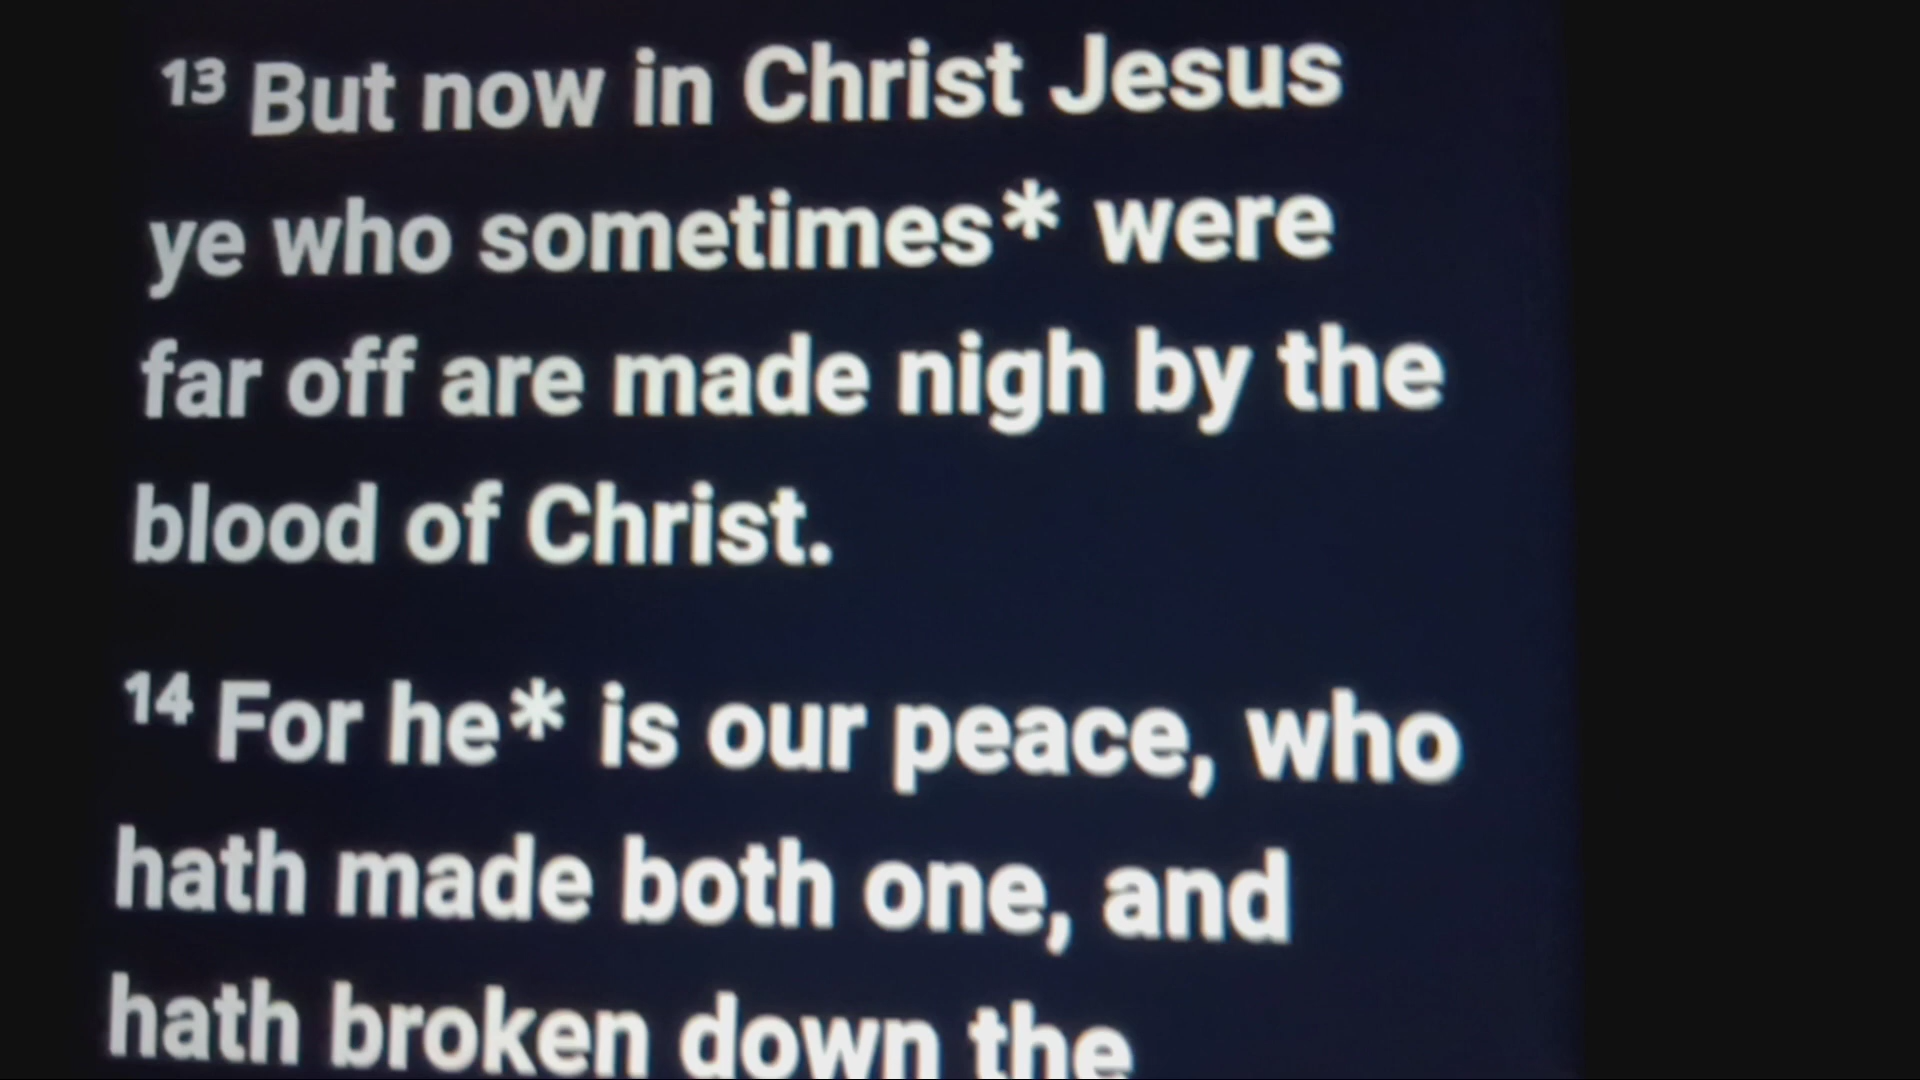 13 But now in Christ Jesus
ye who sometimes* were
far off are made nigh by the
blood of Christ.
14 For he* is our peace, who
hath made both one, and
hath broken down the